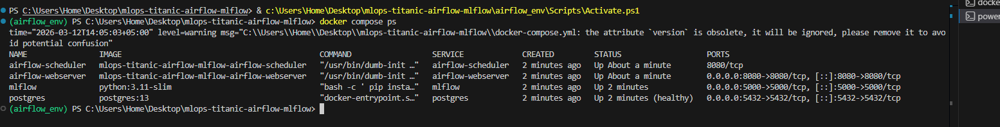 PS C:\Users\Home\Desktop\mlops-titanic-airflow-mlflow> & c:\Users\Home\Desktop\mlops-titanic-airflow-mlflow\airflow_env\Scripts\Activate.ps1
(airflow_env) PS C:\Users\Home\Desktop\mlops-titanic-airflow-mlflow> docker compose ps
time="2026-03-12T14:05:03+05:00" level=warning msg="C:\\Users\\Home\\Desktop\\mlops-titanic-airflow-mlflow\\docker-compose.yml: the attribute `version` is obsolete, it will be ignored, please remove it to avo
id potential confusion"
NAME IMAGE COMMAND SERVICE CREATED STATUS PORTS
airflow-scheduler mlops-titanic-airflow-mlflow-airflow-scheduler "/usr/bin/dumb-init …" airflow-scheduler 2 minutes ago Up About a minute 8080/tcp
airflow-webserver mlops-titanic-airflow-mlflow-airflow-webserver "/usr/bin/dumb-init …" airflow-webserver 2 minutes ago Up About a minute 0.0.0.0:8080->8080/tcp, [::]:8080->8080/tcp
mlflow python:3.11-slim "bash -c ' pip insta…" mlflow 2 minutes ago Up 2 minutes 0.0.0.0:5000->5000/tcp, [::]:5000->5000/tcp
postgres postgres:13 "docker-entrypoint.s…" postgres 2 minutes ago Up 2 minutes (healthy) 0.0.0.0:5432->5432/tcp, [::]:5432->5432/tcp
(airflow_env) PS C:\Users\Home\Desktop\mlops-titanic-airflow-mlflow>
docke
power